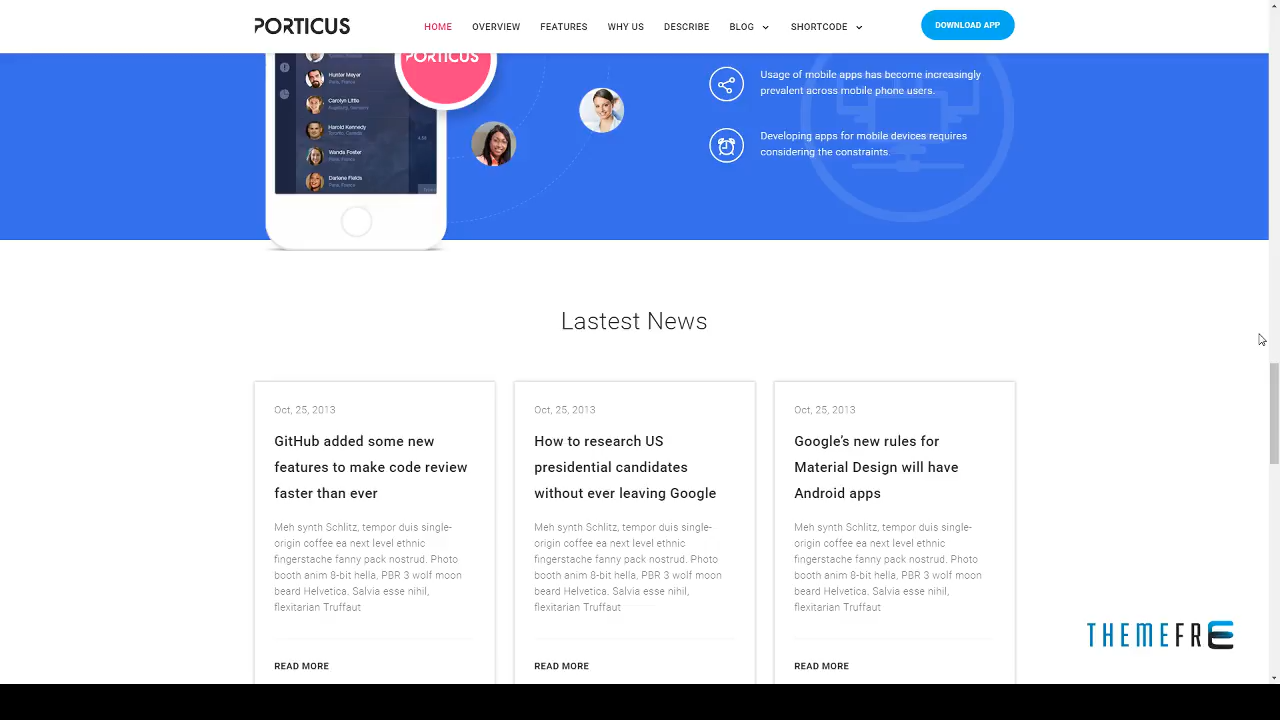 PORTICUS
HOME OVERVIEW FEATURES WHY US DESCRIBE BLOG SHORTCODE DOWNLOAD APP
PORTICUS
Hunter Meyer
Paris, France
Carolyn Little
Harold Kennedy
Wanda Foster
Paris, France
Darlene Fields
Paris, France
Usage of mobile apps has become increasingly
prevalent across mobile phone users.
Developing apps for mobile devices requires
considering the constraints.
Lastest News
Oct, 25, 2013
GitHub added some new
features to make code review
faster than ever
Meh synth Schlitz, tempor duis single-
origin coffee ea next level ethnic
fingerstache fanny pack nostrud. Photo
booth anim 8-bit hella, PBR 3 wolf moon
beard Helvetica. Salvia esse nihil,
flexitarian Truffaut
READ MORE
Oct, 25, 2013
How to research US
presidential candidates
without ever leaving Google
Meh synth Schlitz, tempor duis single-
origin coffee ea next level ethnic
fingerstache fanny pack nostrud. Photo
booth anim 8-bit hella, PBR 3 wolf moon
beard Helvetica. Salvia esse nihil,
flexitarian Truffaut
READ MORE
Oct, 25, 2013
Google's new rules for
Material Design will have
Android apps
Meh synth Schlitz, tempor duis single-
origin coffee ea next level ethnic
fingerstache fanny pack nostrud. Photo
booth anim 8-bit hella, PBR 3 wolf moon
beard Helvetica. Salvia esse nihil,
flexitarian Truffaut
READ MORE
THEMEFRE